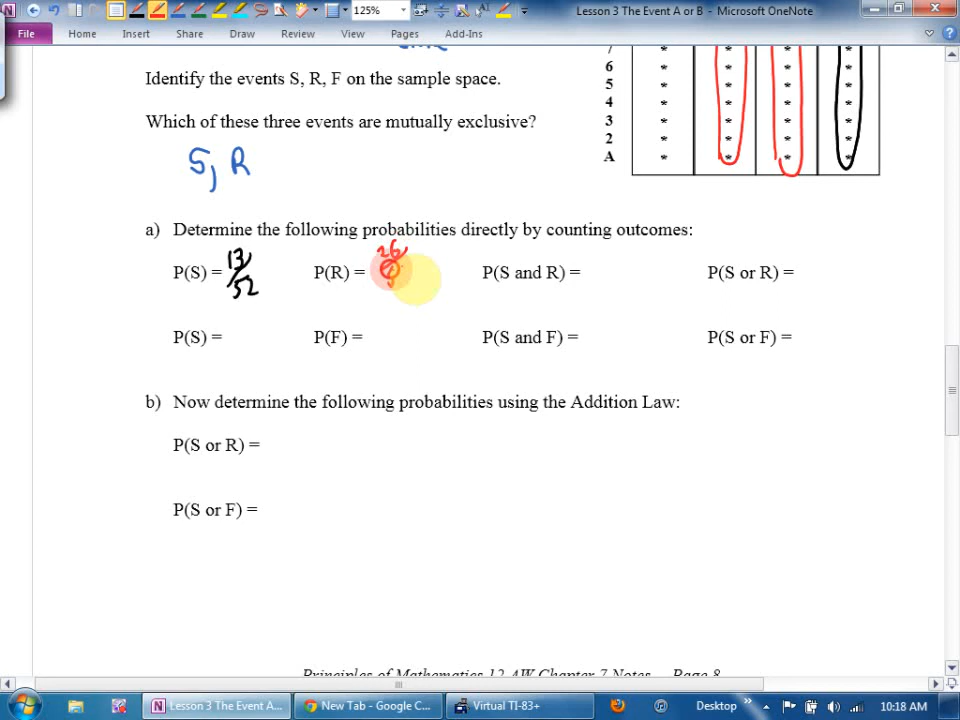 125%
Lesson 3 The Event A or B - Microsoft OneNote
File Home Insert Share Draw Review View Pages Add-Ins
7
Identify the events S, R, F on the sample space.
6 * * * *
5 * * * *
4 * * * *
Which of these three events are mutually exclusive?
3 * * * *
2 * * * *
A * * * *
S, R
a) Determine the following probabilities directly by counting outcomes:
P(S) = 13/52 P(R) = 26 P(S and R) = P(S or R) =
P(S) = P(F) = P(S and F) = P(S or F) =
b) Now determine the following probabilities using the Addition Law:
P(S or R) =
P(S or F) =
Principles of Mathematics 12 AW Chapter 7 Notes Page 8
Lesson 3 The Event A... New Tab - Google C... Virtual TI-83+ Desktop 10:18 AM